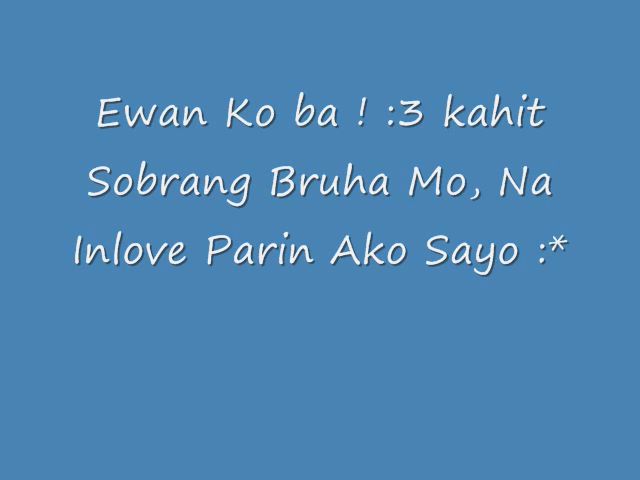 Ewan Ko ba ! :3 kahit
Sobrang Bruha Mo, Na
Inlove Parin Ako Sayo :*